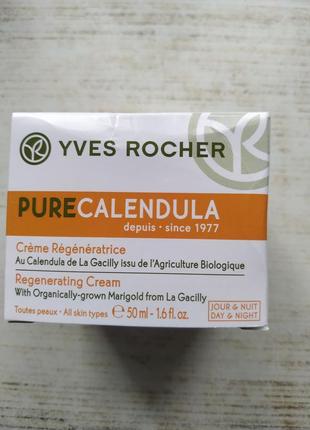 YVES ROCHER
PURECALENDULA
depuis · since 1977
Crème Régénératrice
Au Calendula de La Gacilly issu de l'Agriculture Biologique
Regenerating Cream
With Organically-grown Marigold from La Gacilly
Toutes peaux · All skin types ℮ 50 ml - 1.6 fl. oz.
JOUR & NUIT
DAY & NIGHT